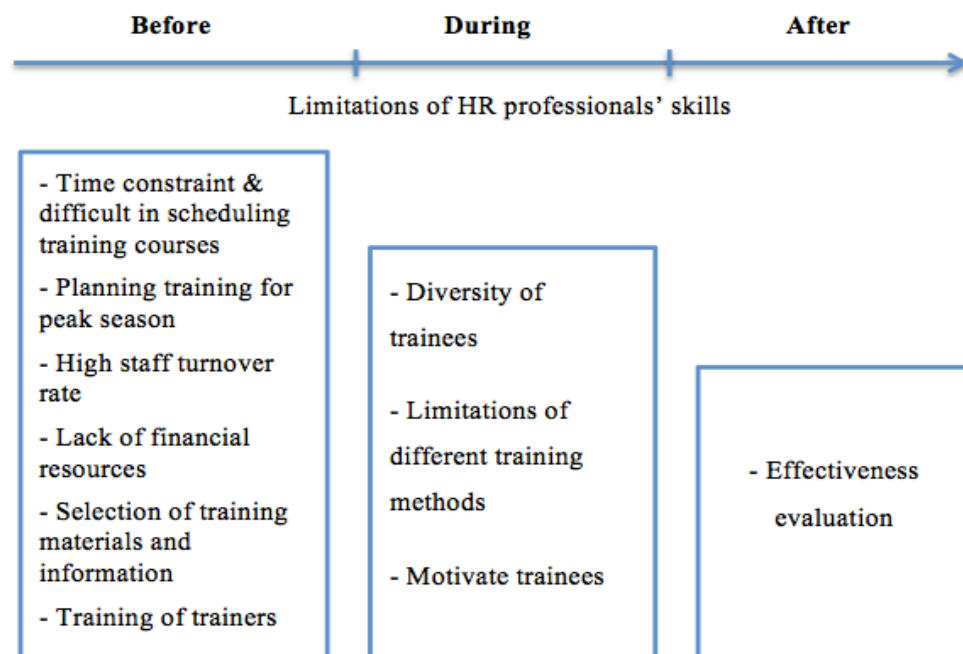 Before During After
Limitations of HR professionals’ skills
- Time constraint &
difficult in scheduling
training courses
- Planning training for
peak season
- High staff turnover
rate
- Lack of financial
resources
- Selection of training
materials and
information
- Training of trainers
- Diversity of
trainees
- Limitations of
different training
methods
- Motivate trainees
- Effectiveness
evaluation